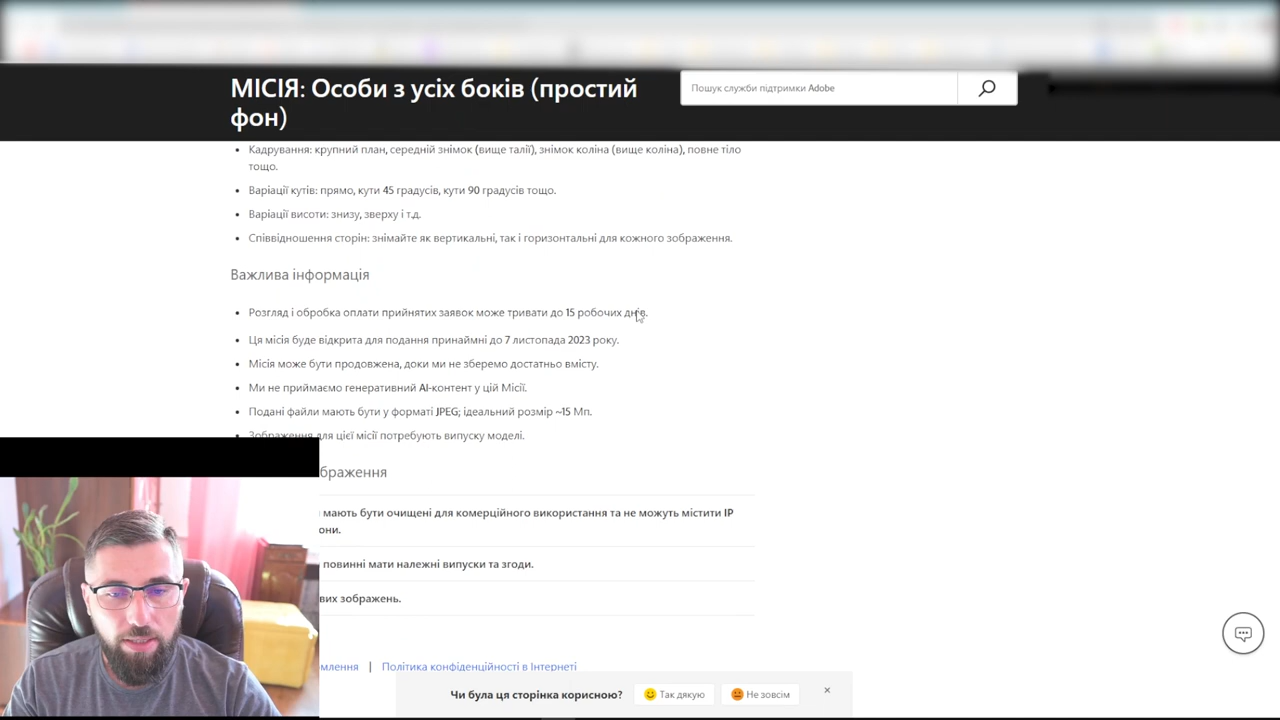 МІСІЯ: Особи з усіх боків (простий
фон)
Пошук служби підтримки Adobe
Кадрування: крупний план, середній знімок (вище талії), знімок коліна (вище коліна), повне тіло
тощо.
Варіації кутів: прямо, кути 45 градусів, кути 90 градусів тощо.
Варіації висоти: знизу, зверху і т.д.
Співвідношення сторін: знімайте як вертикальні, так і горизонтальні для кожного зображення.
Важлива інформація
Розгляд і обробка оплати прийнятих заявок може тривати до 15 робочих днів.
Ця місія буде відкрита для подання принаймні до 7 листопада 2023 року.
Місія може бути продовжена, доки ми не зберемо достатньо вмісту.
Ми не приймаємо генеративний AI-контент у цій Місії.
Подані файли мають бути у форматі JPEG; ідеальний розмір ~15 Мп.
Зображення для цієї місії потребують випуску моделі.
браження
мають бути очищені для комерційного використання та не можуть містити IP
они.
повинні мати належні випуски та згоди.
вих зображень.
млення | Політика конфіденційності в Інтернеті
Чи була ця сторінка корисною? Так дякую Не зовсім